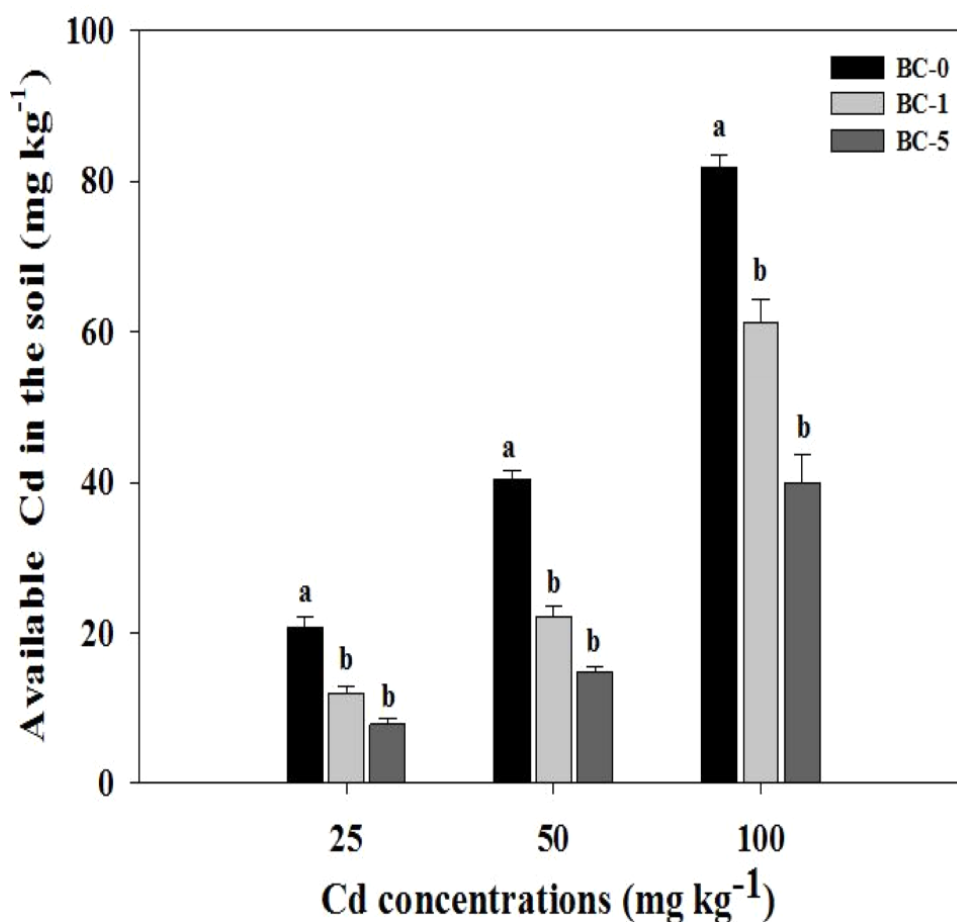 Available Cd in the soil (mg kg⁻¹)
100
80
60
40
20
0
BC-0
BC-1
BC-5
a
b
b
a
b
b
a
b
b
25
50
100
Cd concentrations (mg kg⁻¹)